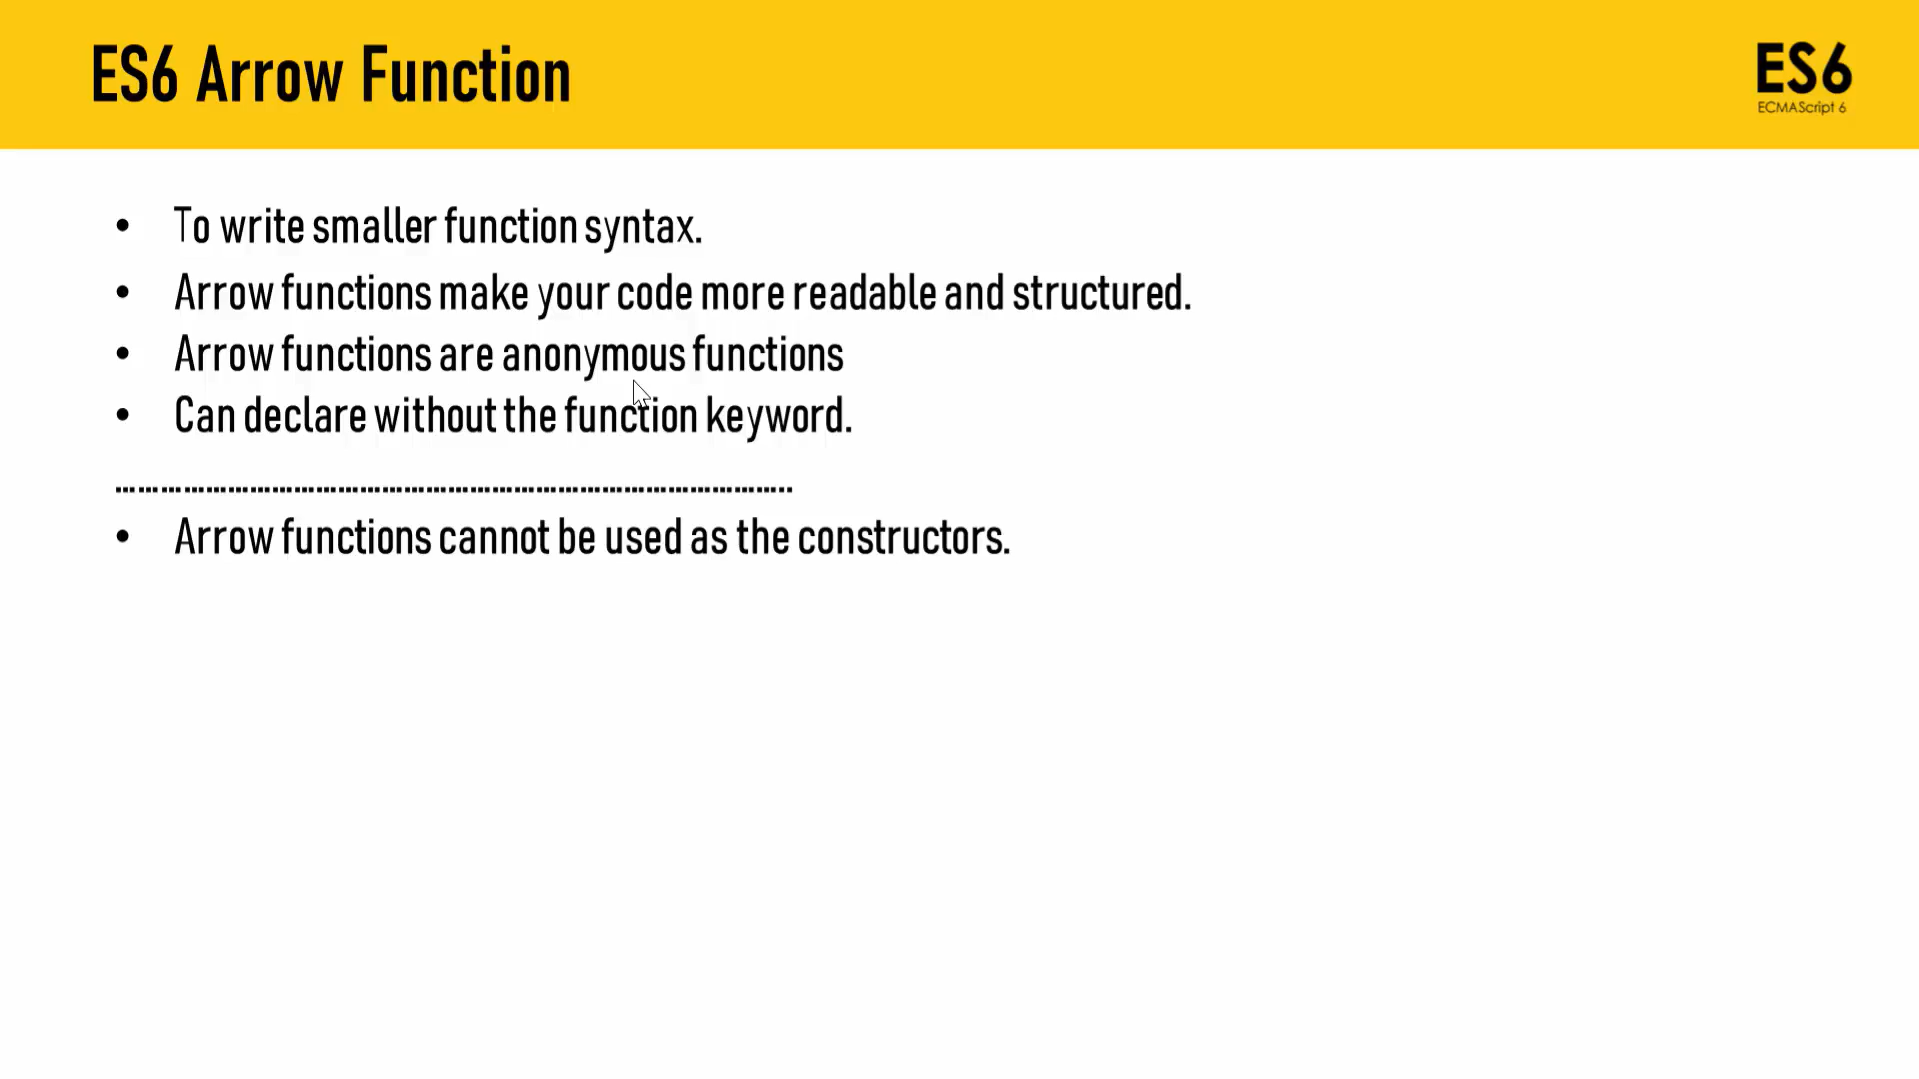 ES6 Arrow Function
ES6
ECMAScript 6
• To write smaller function syntax.
• Arrow functions make your code more readable and structured.
• Arrow functions are anonymous functions
• Can declare without the function keyword.
…………………………………………………………………………………..
• Arrow functions cannot be used as the constructors.